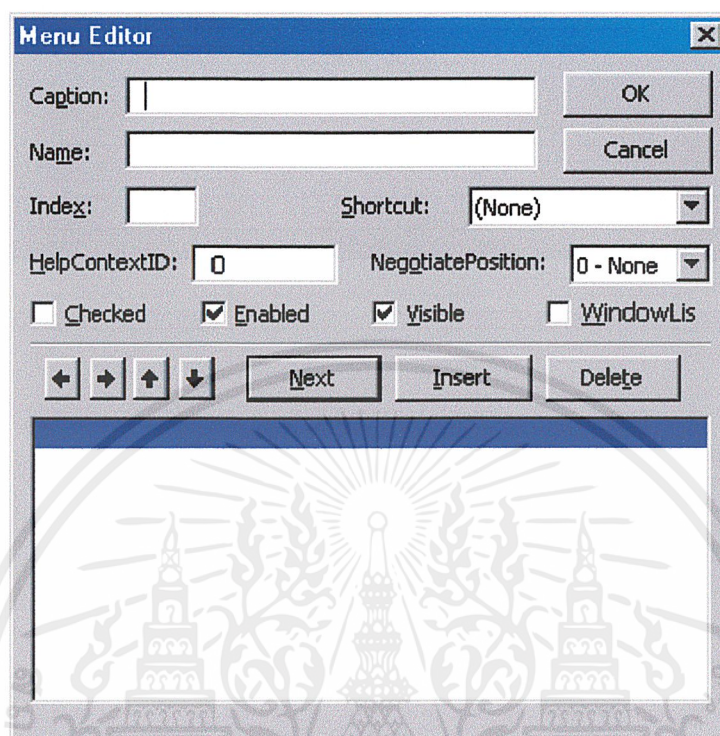 Menu Editor
Caption: OK
Name: Cancel
Index: Shortcut: (None)
HelpContextID: 0 NegotiatePosition: 0 - None
Checked Enabled Visible WindowLis
Next Insert Delete